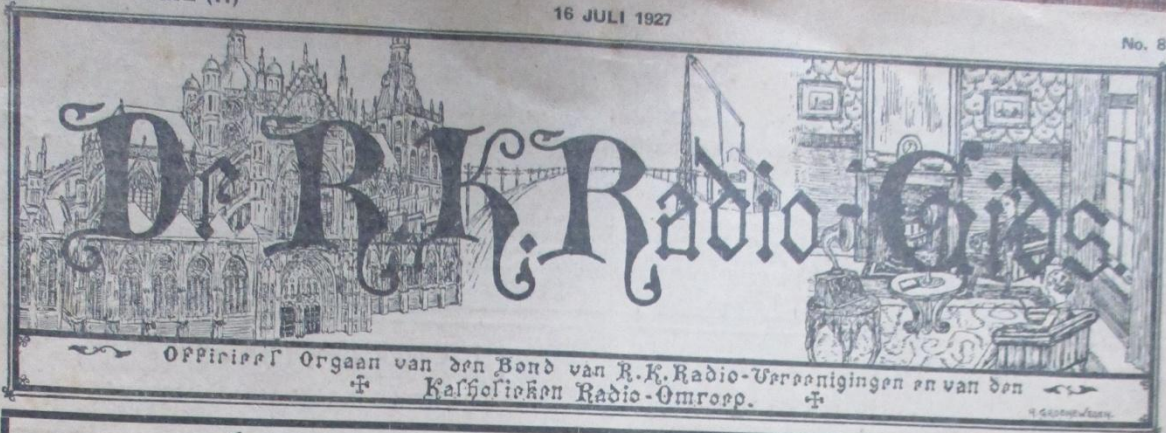 16 JULI 1927
No. 8
De R.K. Radio-Gids.
Officieel Orgaan van den Bond van R.K. Radio-Vereenigingen en van den
Katholieken Radio-Omroep.